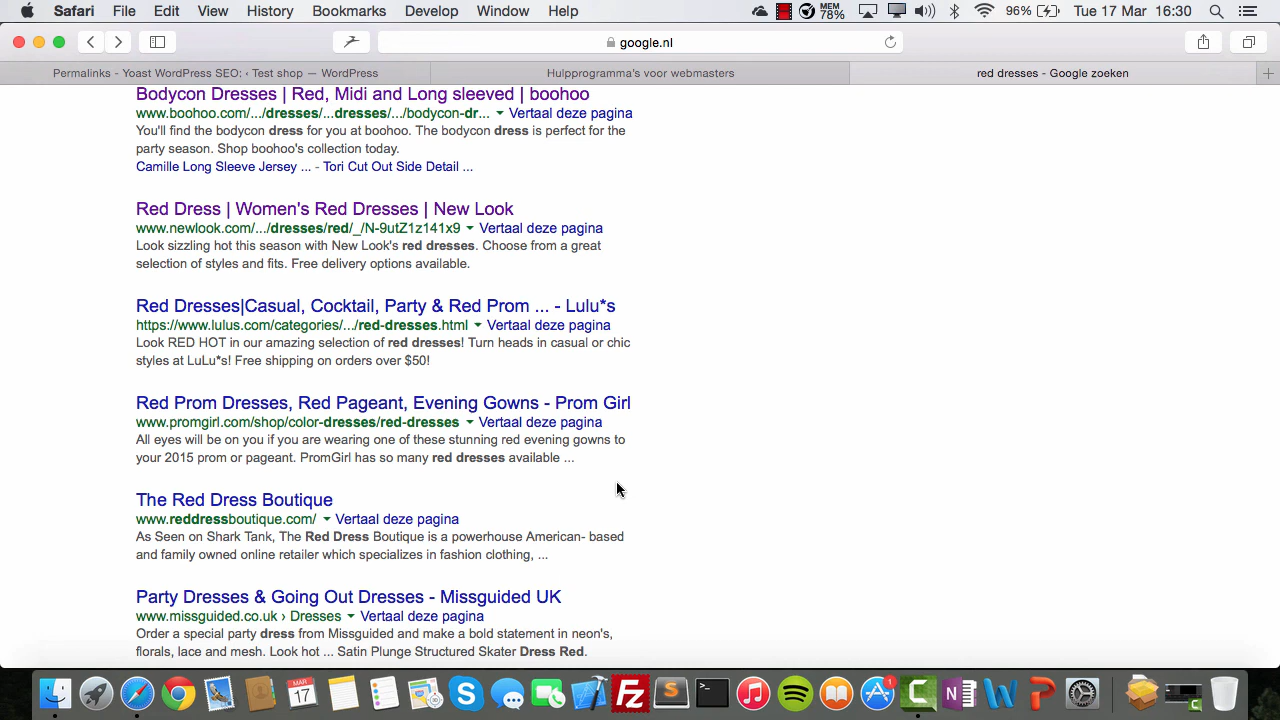 Safari File Edit View History Bookmarks Develop Window Help MEM 78% 96% Tue 17 Mar 16:30
google.nl
Permalinks - Yoast WordPress SEO: ‹ Test shop — WordPress Hulpprogramma's voor webmasters red dresses - Google zoeken
Bodycon Dresses | Red, Midi and Long sleeved | boohoo
www.boohoo.com/.../dresses/...dresses/.../bodycon-dr... Vertaal deze pagina
You'll find the bodycon dress for you at boohoo. The bodycon dress is perfect for the
party season. Shop boohoo's collection today.
Camille Long Sleeve Jersey ... - Tori Cut Out Side Detail ...
Red Dress | Women's Red Dresses | New Look
www.newlook.com/.../dresses/red/_/N-9utZ1z141x9 Vertaal deze pagina
Look sizzling hot this season with New Look's red dresses. Choose from a great
selection of styles and fits. Free delivery options available.
Red Dresses|Casual, Cocktail, Party & Red Prom ... - Lulu*s
https://www.lulus.com/categories/.../red-dresses.html Vertaal deze pagina
Look RED HOT in our amazing selection of red dresses! Turn heads in casual or chic
styles at LuLu*s! Free shipping on orders over $50!
Red Prom Dresses, Red Pageant, Evening Gowns - Prom Girl
www.promgirl.com/shop/color-dresses/red-dresses Vertaal deze pagina
All eyes will be on you if you are wearing one of these stunning red evening gowns to
your 2015 prom or pageant. PromGirl has so many red dresses available ...
The Red Dress Boutique
www.reddressboutique.com/ Vertaal deze pagina
As Seen on Shark Tank, The Red Dress Boutique is a powerhouse American- based
and family owned online retailer which specializes in fashion clothing, ...
Party Dresses & Going Out Dresses - Missguided UK
www.missguided.co.uk › Dresses Vertaal deze pagina
Order a special party dress from Missguided and make a bold statement in neon's,
florals, lace and mesh. Look hot ... Satin Plunge Structured Skater Dress Red.